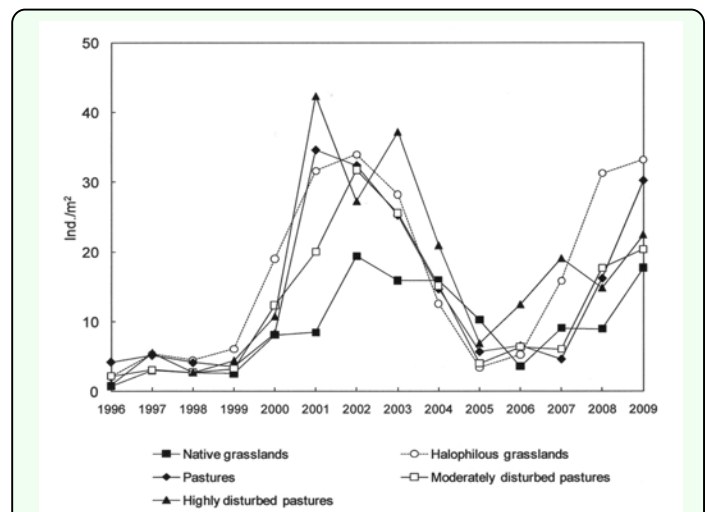 50
40
30
20
10
0
Ind./m²
1996 1997 1998 1999 2000 2001 2002 2003 2004 2005 2006 2007 2008 2009
Native grasslands Halophilous grasslands
Pastures Moderately disturbed pastures
Highly disturbed pastures